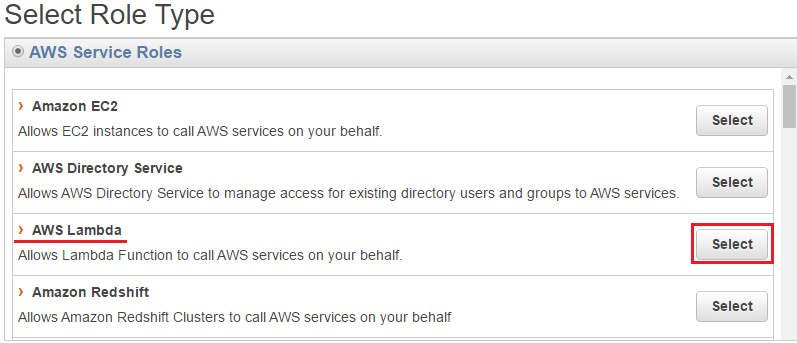 Select Role Type
AWS Service Roles
› Amazon EC2
Allows EC2 instances to call AWS services on your behalf.
Select
› AWS Directory Service
Allows AWS Directory Service to manage access for existing directory users and groups to AWS services.
Select
› AWS Lambda
Allows Lambda Function to call AWS services on your behalf.
Select
› Amazon Redshift
Allows Amazon Redshift Clusters to call AWS services on your behalf
Select